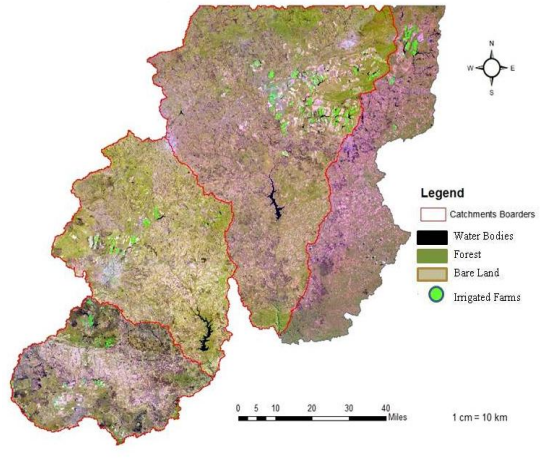 N
W E
S
Legend
Catchments Boarders
Water Bodies
Forest
Bare Land
Irrigated Farms
0 5 10 20 30 40
Miles
1 cm = 10 km